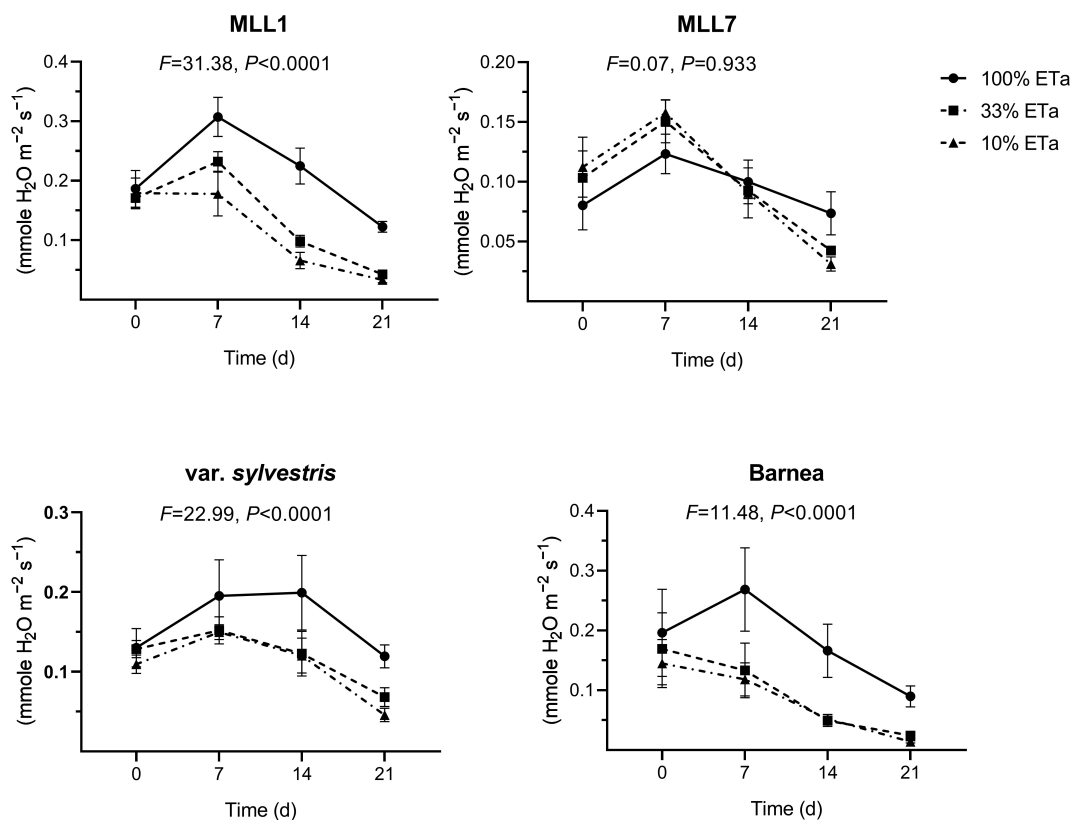 MLL1
F=31.38, P<0.0001
(mmole H₂O m⁻² s⁻¹)
0.4
0.3
0.2
0.1
0 7 14 21
Time (d)
MLL7
F=0.07, P=0.933
(mmole H₂O m⁻² s⁻¹)
0.20
0.15
0.10
0.05
0 7 14 21
Time (d)
100% ETa
33% ETa
10% ETa
var. sylvestris
F=22.99, P<0.0001
(mmole H₂O m⁻² s⁻¹)
0.3
0.2
0.1
0 7 14 21
Time (d)
Barnea
F=11.48, P<0.0001
(mmole H₂O m⁻² s⁻¹)
0.4
0.3
0.2
0.1
0 7 14 21
Time (d)